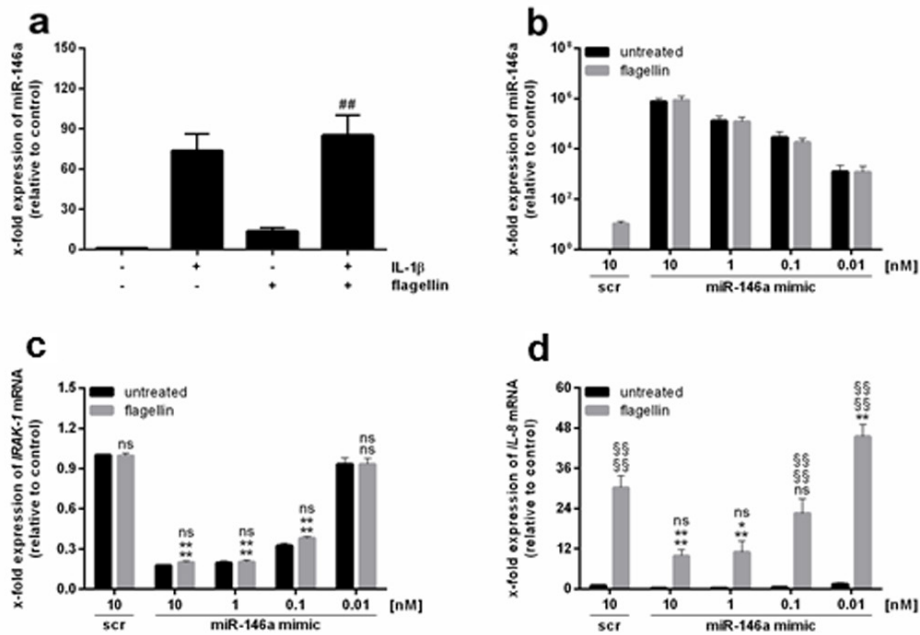 a
x-fold expression of miR-146a
(relative to control)
150
120
90
60
30
0
##
- + - + IL-1β
- - + + flagellin
b
x-fold expression of miR-146a
(relative to control)
10⁸
10⁶
10⁴
10²
10⁰
untreated
flagellin
10 10 1 0.1 0.01 [nM]
scr miR-146a mimic
c
x-fold expression of IRAK-1 mRNA
(relative to control)
1.5
1.2
0.9
0.6
0.3
0.0
untreated
flagellin
ns
ns
**
**
ns
**
**
ns
**
**
ns
ns
10 10 1 0.1 0.01 [nM]
scr miR-146a mimic
d
x-fold expression of IL-8 mRNA
(relative to control)
60
48
36
24
12
0
untreated
flagellin
§§
§§
ns
**
**
ns
*
**
§§
§§
ns
§§
§§
**
10 10 1 0.1 0.01 [nM]
scr miR-146a mimic